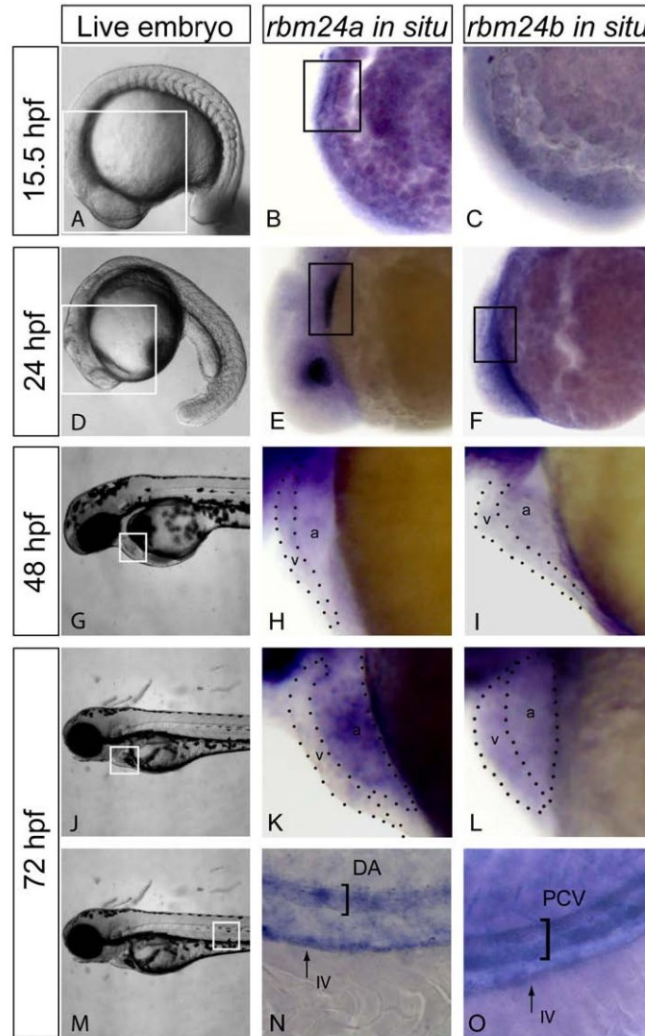 Live embryo
rbm24a in situ
rbm24b in situ
15.5 hpf
A
B
C
24 hpf
D
E
F
48 hpf
G
a
v
H
a
v
I
72 hpf
J
a
v
K
a
v
L
M
DA
IV
N
PCV
IV
O